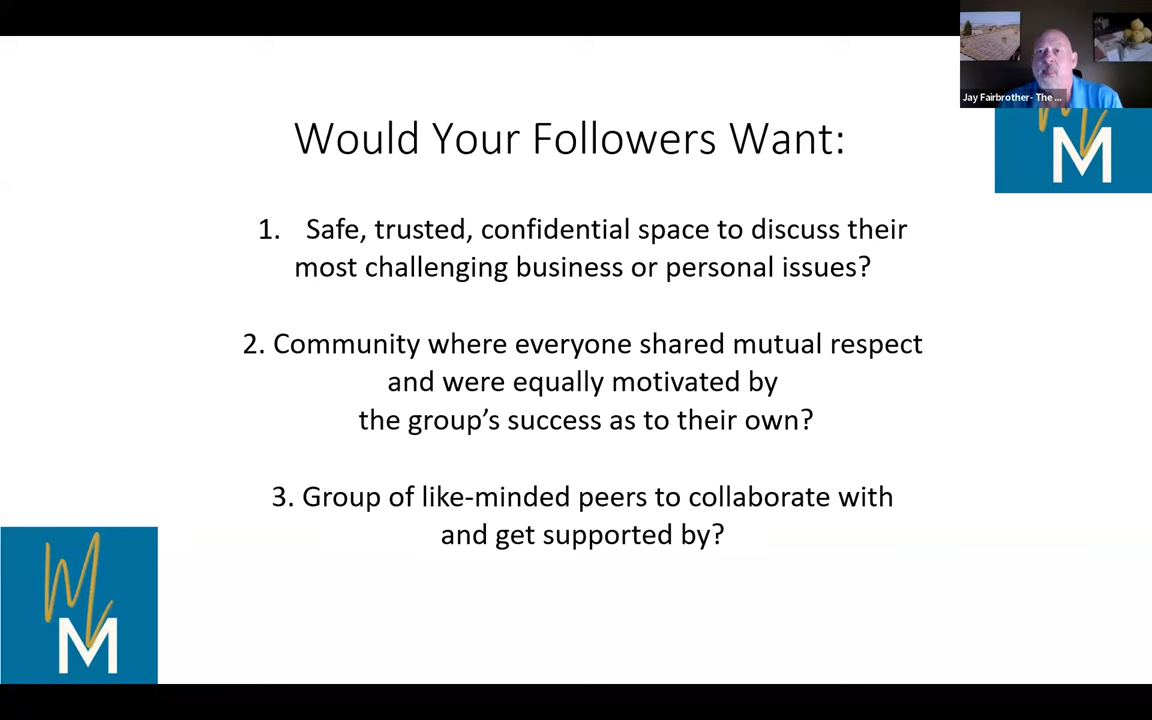 Jay Fairbrother- The ...
Would Your Followers Want:
M
1. Safe, trusted, confidential space to discuss their
most challenging business or personal issues?
2. Community where everyone shared mutual respect
and were equally motivated by
the group’s success as to their own?
3. Group of like-minded peers to collaborate with
and get supported by?
M
M